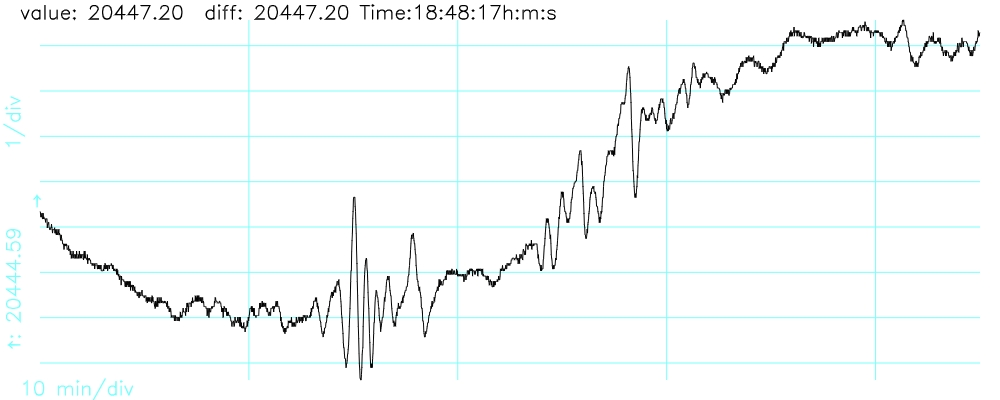 value: 20447.20 diff: 20447.20 Time:18:48:17h:m:s
1/div
↑: 20444.59 →
10 min/div